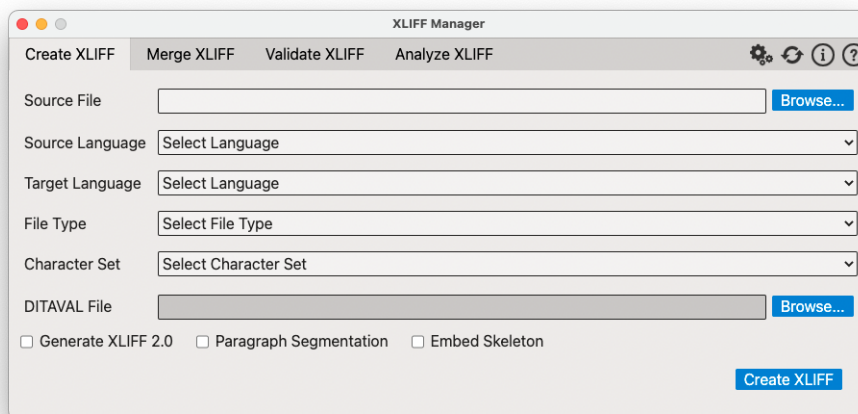 XLIFF Manager
Create XLIFF Merge XLIFF Validate XLIFF Analyze XLIFF
Source File Browse...
Source Language Select Language
Target Language Select Language
File Type Select File Type
Character Set Select Character Set
DITAVAL File Browse...
Generate XLIFF 2.0 Paragraph Segmentation Embed Skeleton
Create XLIFF